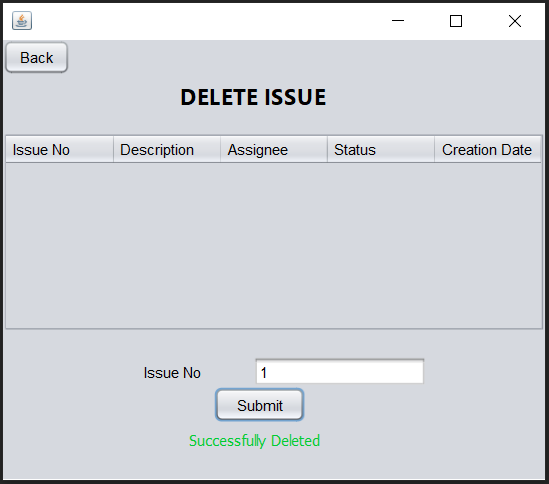 Back
DELETE ISSUE
Issue No Description Assignee Status Creation Date
Issue No 1
Submit
Successfully Deleted